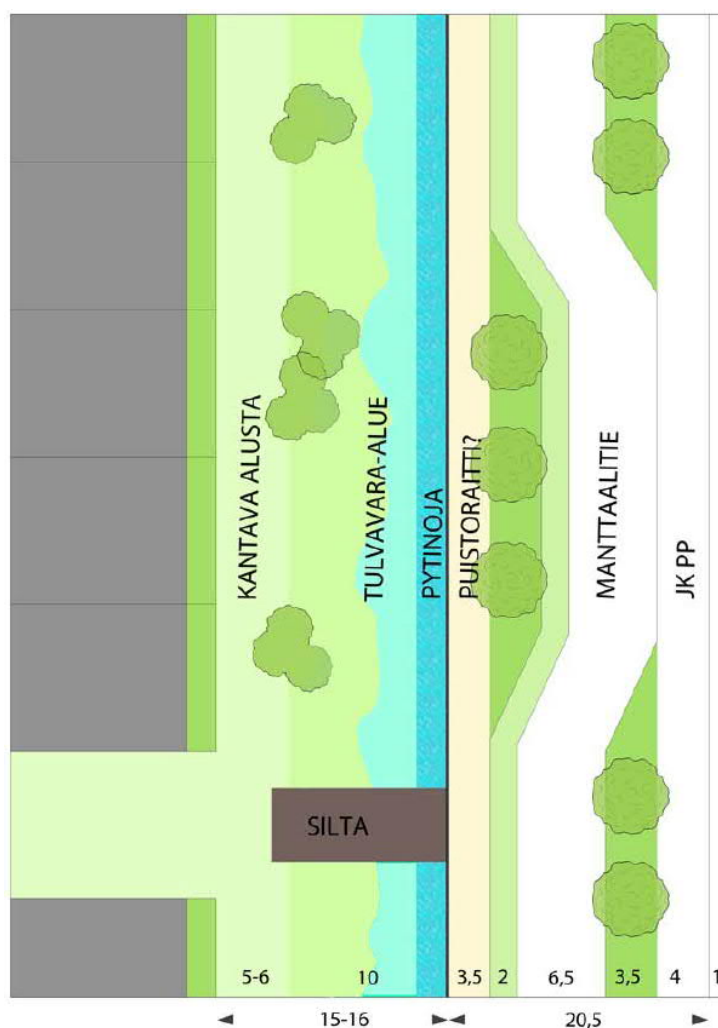 KANTAVA ALUSTA
TULVAVARA-ALUE
PYTINOJA
PUISTORAITTI?
MANTTAALITIE
JK PP
SILTA
5-6
10
3,5
2
6,5
3,5
4
1
15-16
20,5